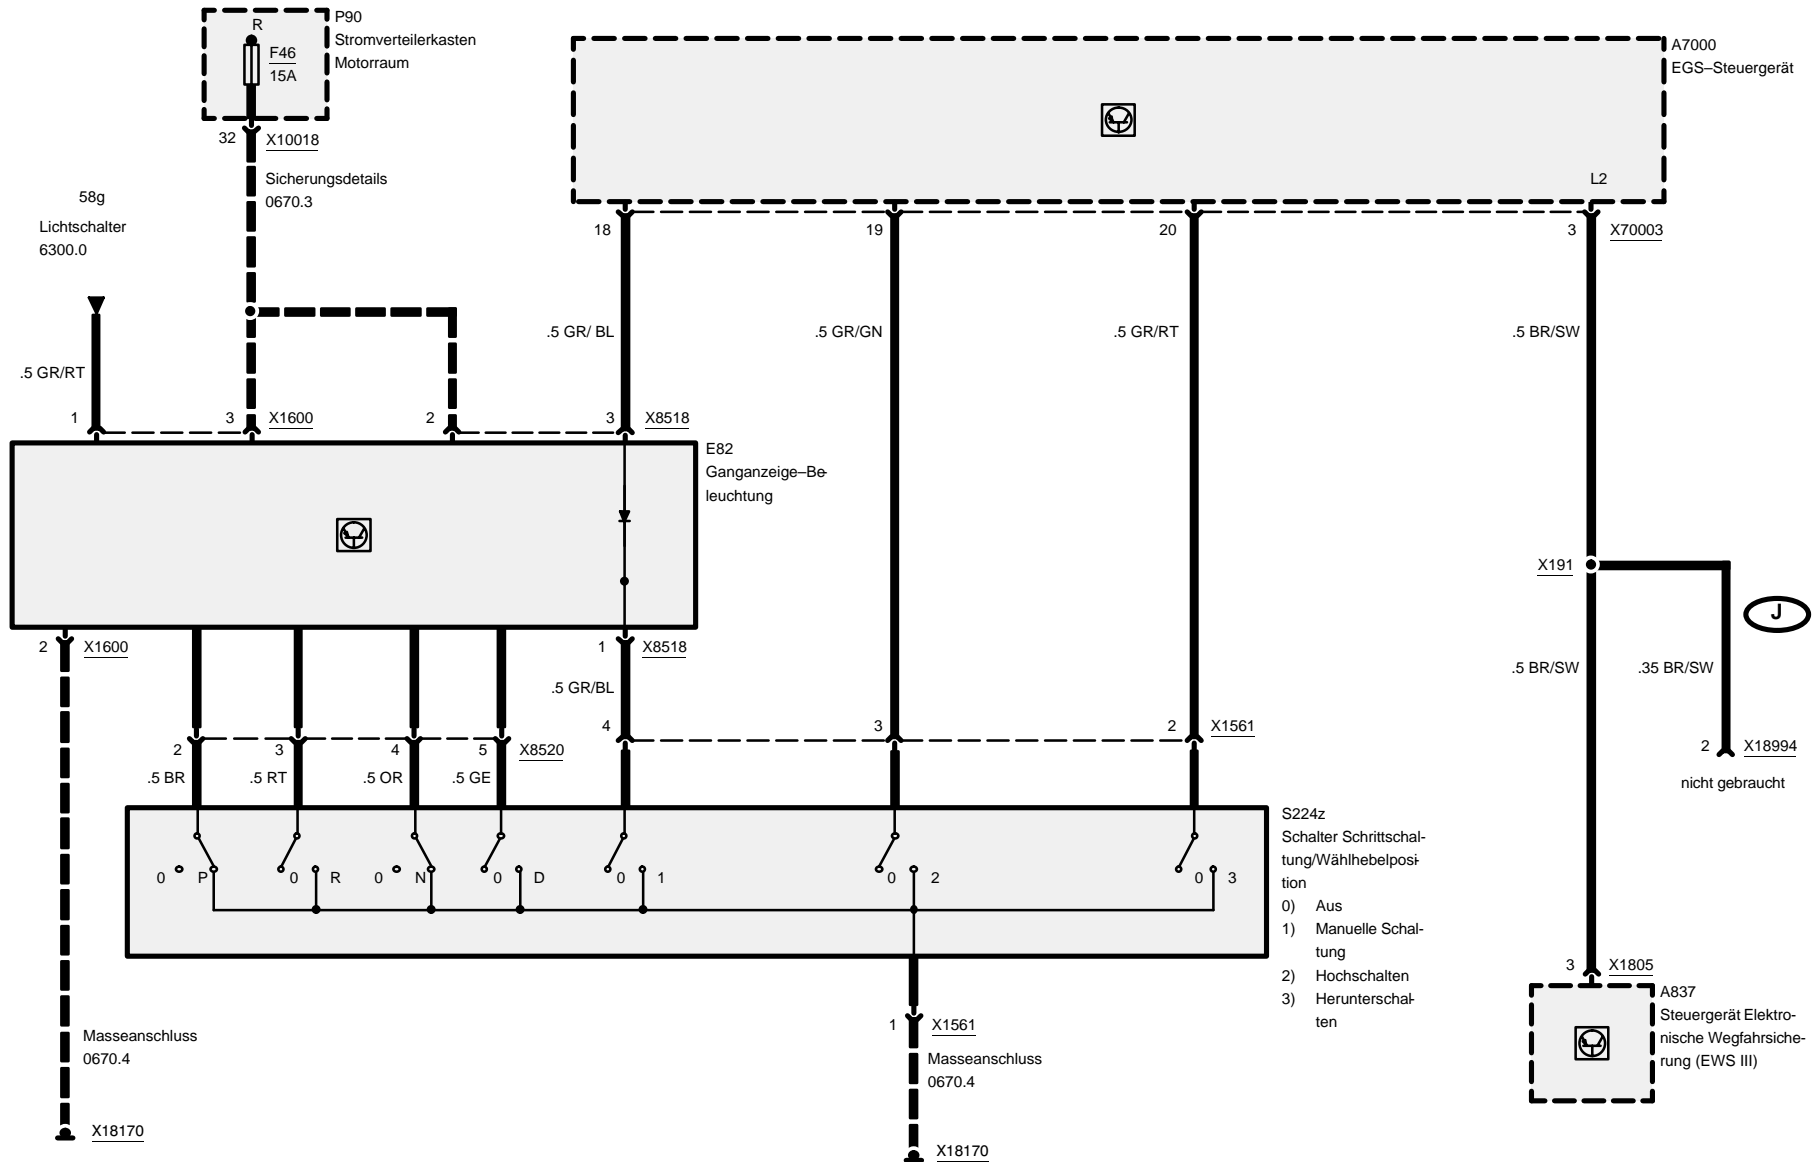 P90
Stromverteilerkasten
Motorraum
R
F46
15A
32
X10018
Sicherungsdetails
0670.3
58g
Lichtschalter
6300.0
A7000
EGS–Steuergerät
L2
18
19
20
3
X70003
.5 GR/ BL
.5 GR/GN
.5 GR/RT
.5 BR/SW
.5 GR/RT
1
3
X1600
2
3
X8518
E82
Ganganzeige–Be-
leuchtung
X191
J
2
X1600
1
X8518
.5 GR/BL
.5 BR/SW
.35 BR/SW
4
3
2
X1561
2
3
4
5
X8520
2
X18994
.5 BR
.5 RT
.5 OR
.5 GE
nicht gebraucht
S224z
Schalter Schrittschal-
tung/Wählhebelposi-
tion
0) Aus
1) Manuelle Schal-
tung
2) Hochschalten
3) Herunterschal-
ten
0 P 0 R 0 N 0 D 0 1 0 2 0 3
3
X1805
A837
Steuergerät Elektro-
nische Wegfahrsiche-
rung (EWS III)
1
X1561
Masseanschluss
0670.4
Masseanschluss
0670.4
X18170
X18170